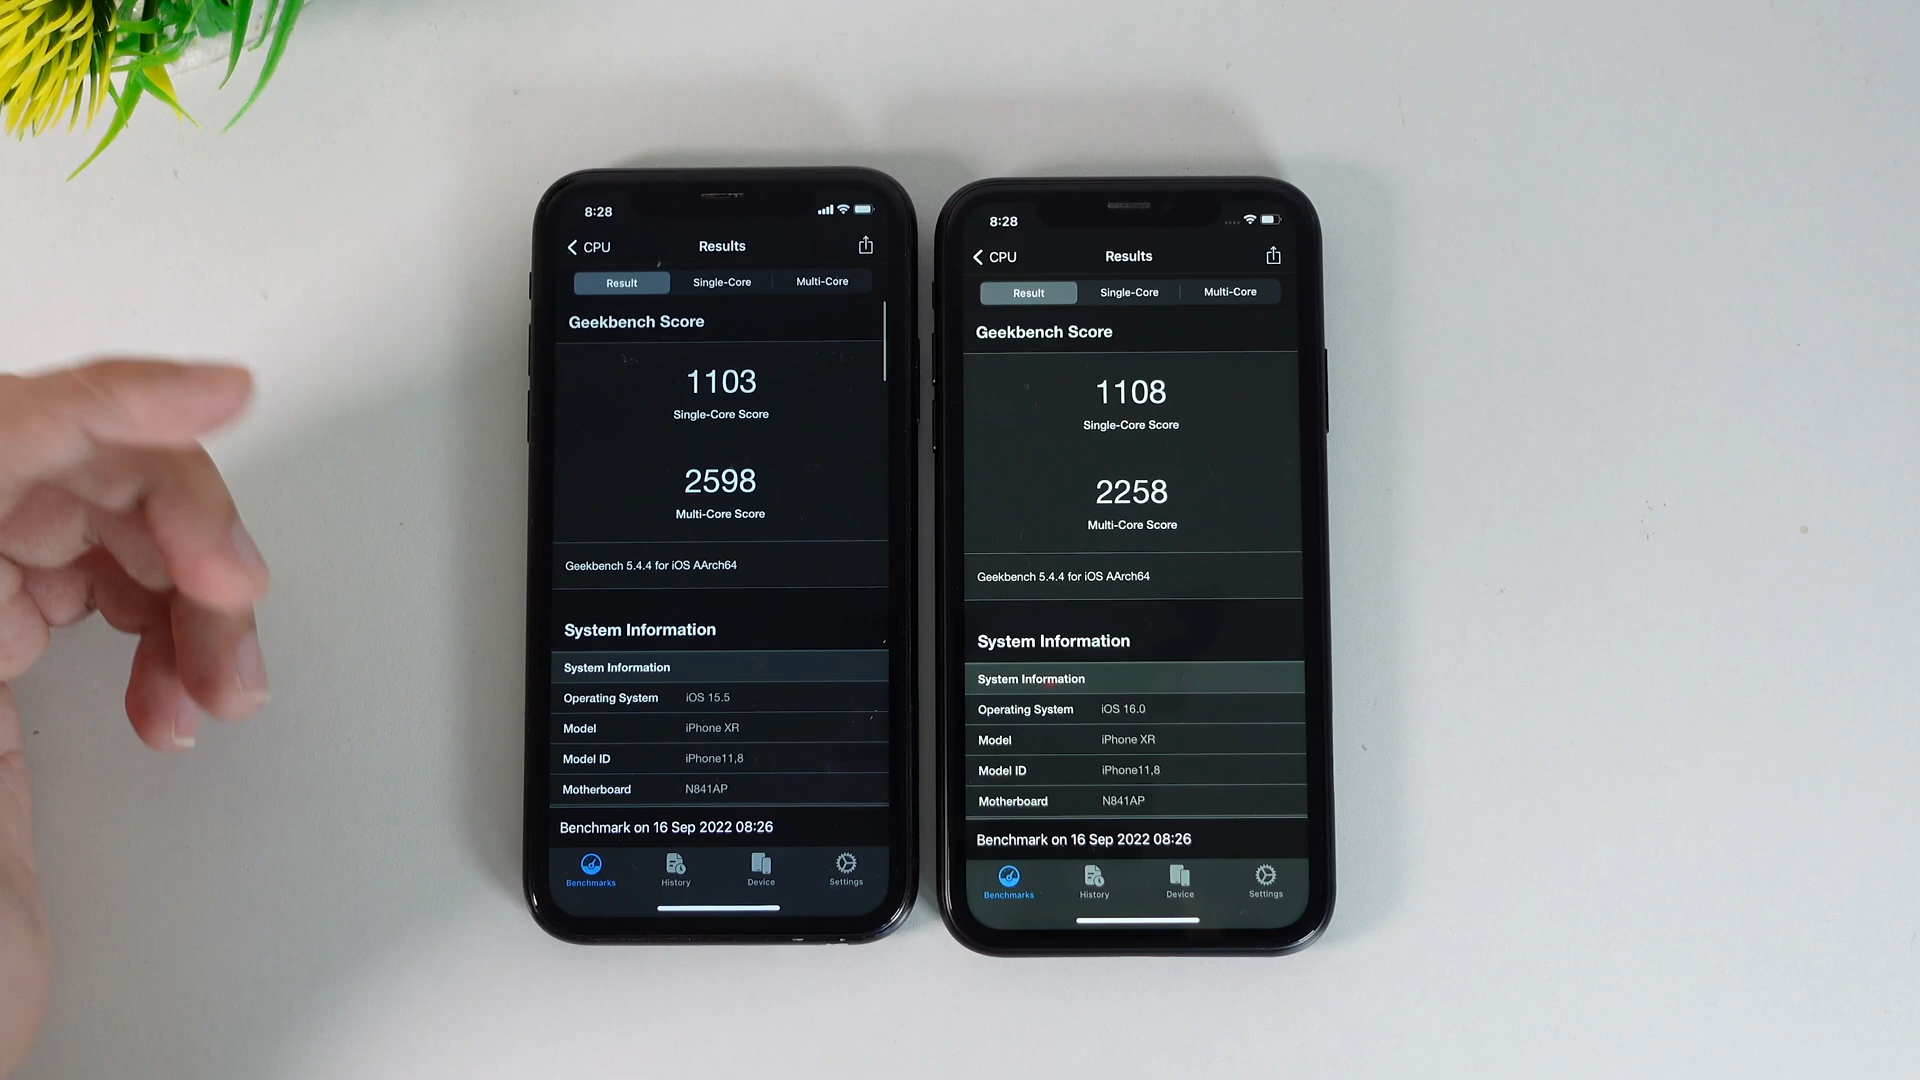 8:28
CPU
Results
Result
Single-Core
Multi-Core
Geekbench Score
1103
Single-Core Score
2598
Multi-Core Score
Geekbench 5.4.4 for iOS AArch64
System Information
System Information
Operating System iOS 15.5
Model iPhone XR
Model ID iPhone11,8
Motherboard N841AP
Benchmark on 16 Sep 2022 08:26
Benchmarks
History
Device
Settings
8:28
CPU
Results
Result
Single-Core
Multi-Core
Geekbench Score
1108
Single-Core Score
2258
Multi-Core Score
Geekbench 5.4.4 for iOS AArch64
System Information
System Information
Operating System iOS 16.0
Model iPhone XR
Model ID iPhone11,8
Motherboard N841AP
Benchmark on 16 Sep 2022 08:26
Benchmarks
History
Device
Settings